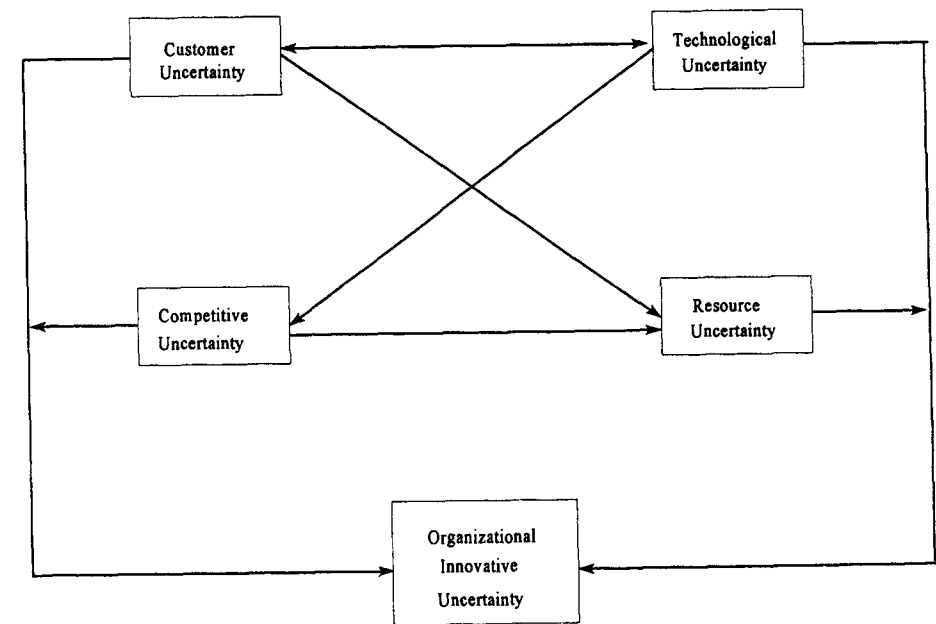 Customer
Uncertainty
Technological
Uncertainty
Competitive
Uncertainty
Resource
Uncertainty
Organizational
Innovative
Uncertainty